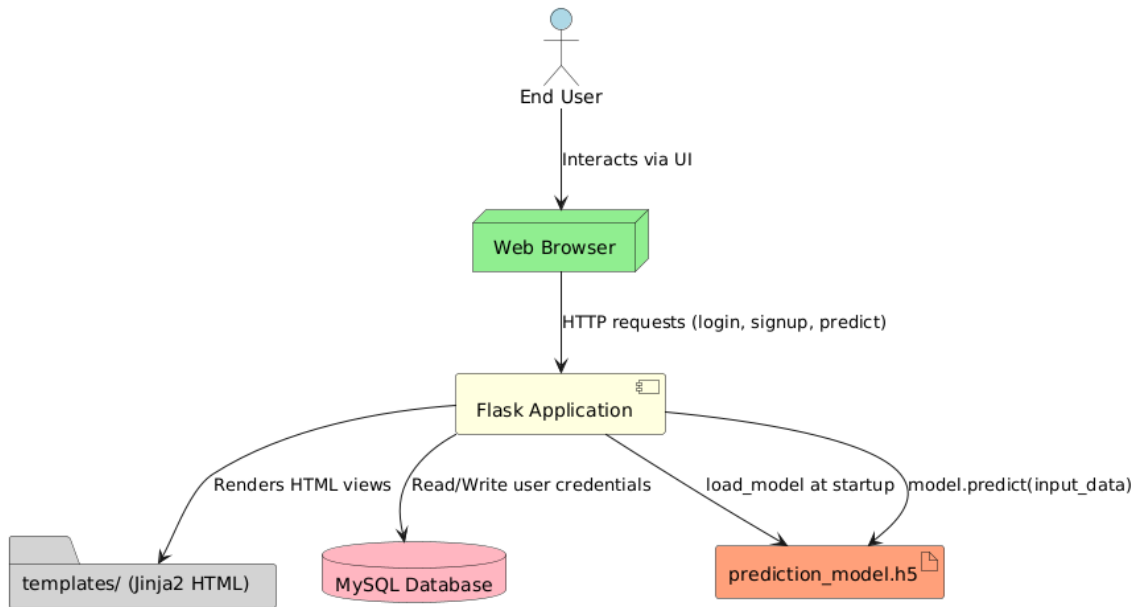 End User
Interacts via UI
Web Browser
HTTP requests (login, signup, predict)
Flask Application
Renders HTML views
Read/Write user credentials
load_model at startup
model.predict(input_data)
templates/ (Jinja2 HTML)
MySQL Database
prediction_model.h5